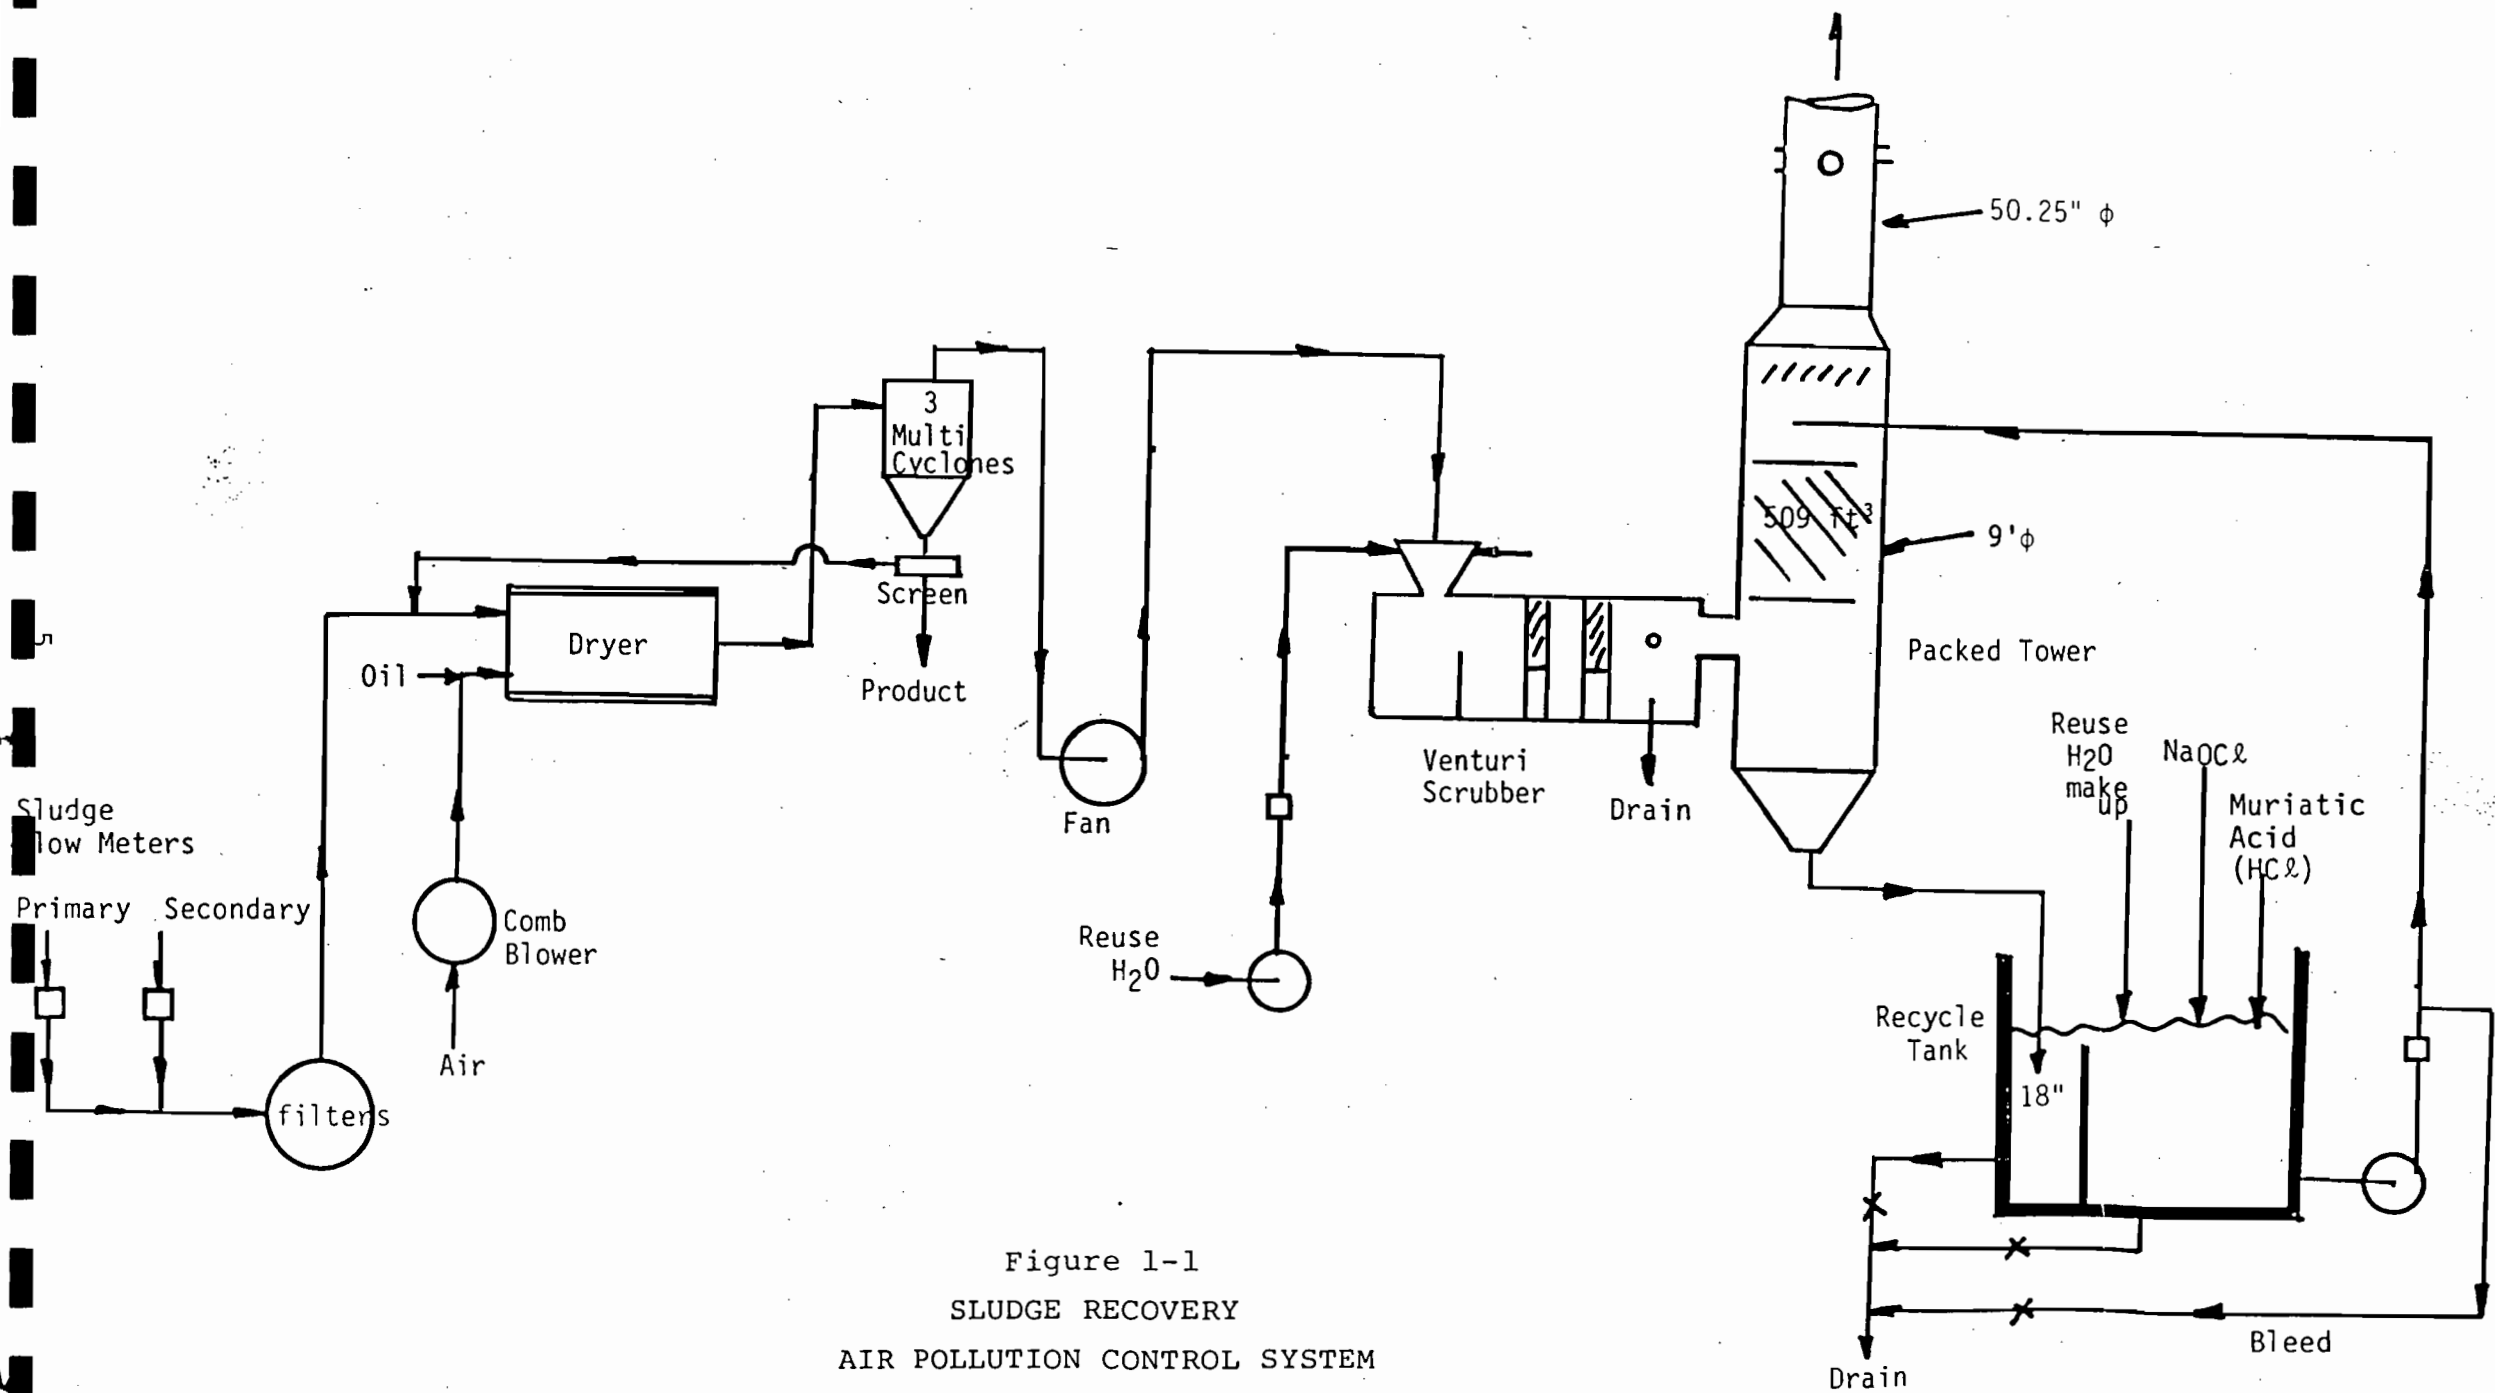 50.25" ϕ
3
Multi
Cyclones
509 ft³
9'ϕ
Screen
Dryer
Oil
Product
Packed Tower
5
Venturi
Scrubber
Drain
Fan
Reuse
H2O
make
up
NaOCℓ
Muriatic
Acid
(HCℓ)
Sludge
low Meters
Primary Secondary
Comb
Blower
Air
Reuse
H2O
Recycle
Tank
18"
filters
Bleed
Drain
Figure 1-1
SLUDGE RECOVERY
AIR POLLUTION CONTROL SYSTEM